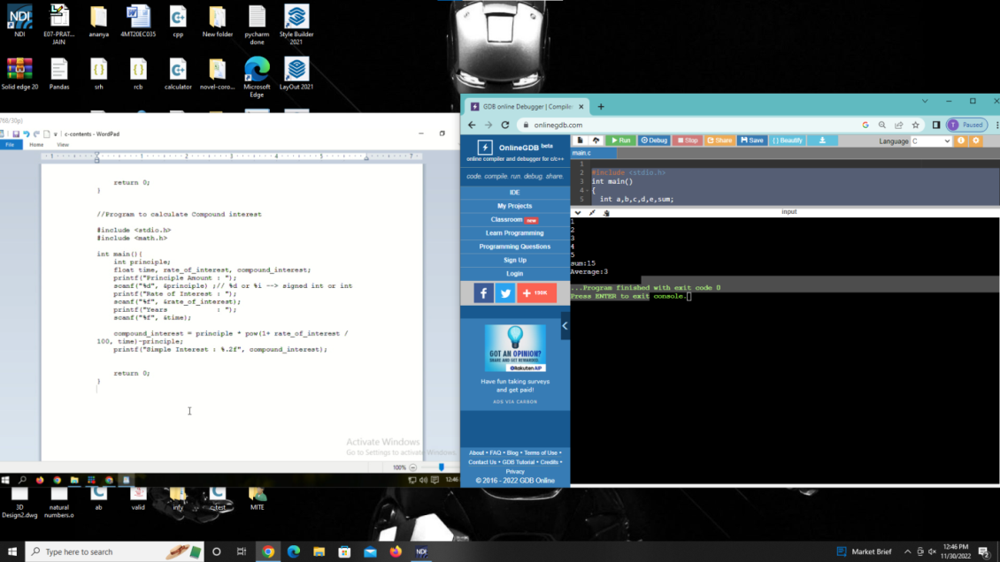 NDI
E07-PRAT...
JAIN
ananya
4MT20EC035
cpp
New folder
pycharm
done
Style Builder
2021
Solid edge 20
Pandas
srh
rcb
calculator
novel-coro...
Microsoft
Edge
LayOut 2021
768/30p)
c-contents - WordPad
File Home View
return 0;
}
//Program to calculate Compound interest
#include <stdio.h>
#include <math.h>
int main(){
int principle;
float time, rate_of_interest, compound_interest;
printf("Principle Amount : ");
scanf("%d", &principle) ;// %d or %i --> signed int or int
printf("Rate of Interest : ");
scanf("%f", &rate_of_interest);
printf("Years : ");
scanf("%f", &time);
compound_interest = principle * pow(1+ rate_of_interest /
100, time)-principle;
printf("Simple Interest : %.2f", compound_interest);
return 0;
}
Activate Windows
Go to Settings to activate Windows
100%
12:46
GDB online Debugger | Compiler
onlinegdb.com
T Paused
OnlineGDB beta
online compiler and debugger for c/c++
code. compile. run. debug. share.
IDE
My Projects
Classroom new
Learn Programming
Programming Questions
Sign Up
Login
f + 190K
GOT AN OPINION?
SHARE AND GET REWARDED.
Rakuten AIP
Have fun taking surveys
and get paid!
ADS VIA CARBON
About • FAQ • Blog • Terms of Use •
Contact Us • GDB Tutorial • Credits •
Privacy
© 2016 - 2022 GDB Online
Run Debug Stop Share Save { } Beautify
Language C
main.c
1
2 #include <stdio.h>
3 int main()
4 {
5 int a,b,c,d,e,sum;
input
1
2
3
4
5
sum:15
Average:3
...Program finished with exit code 0
Press ENTER to exit console.
3D
Design2.dwg
natural
numbers.o
ab
valid
infy
c test
MITE
Type here to search
NDI
Market Brief
12:46 PM
11/30/2022
2